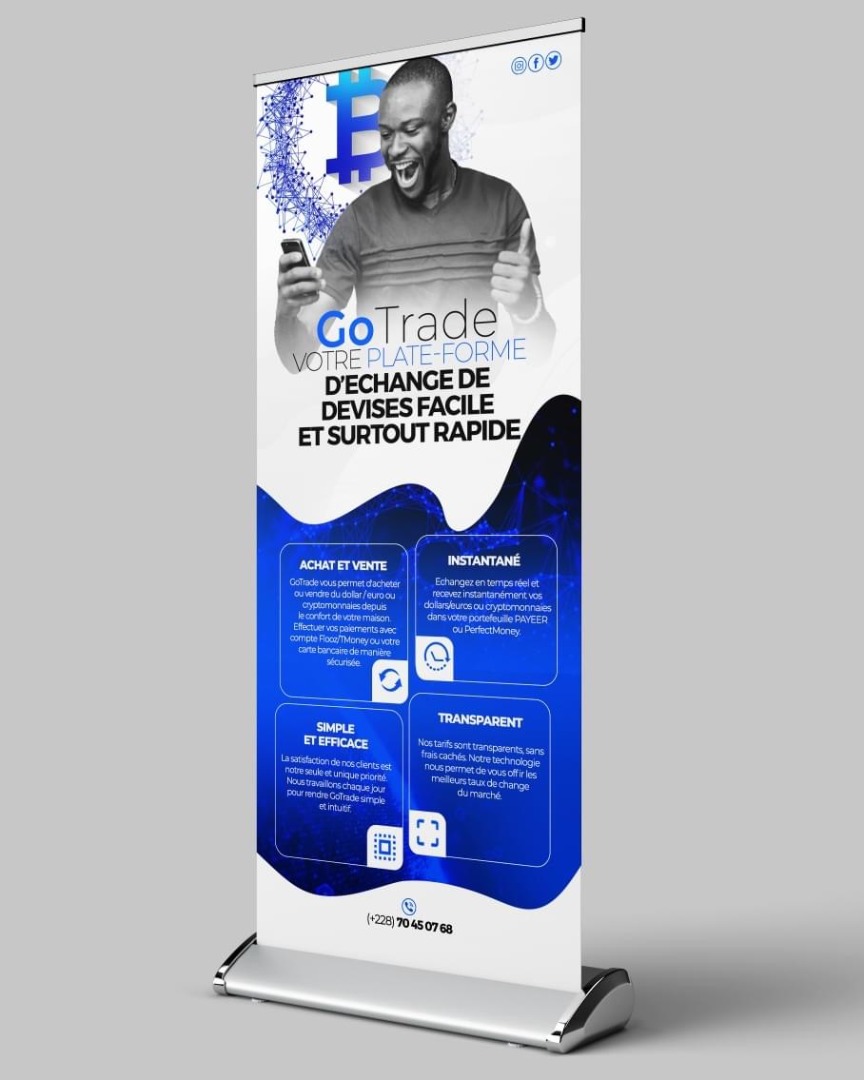 GoTrade
VOTRE PLATE-FORME
D'ECHANGE DE
DEVISES FACILE
ET SURTOUT RAPIDE
ACHAT ET VENTE
GoTrade vous permet d'acheter
ou vendre du dollar / euro ou
cryptomonnaies depuis
le confort de votre maison.
Effectuer vos paiements avec
compte Flooz/TMoney ou votre
carte bancaire de manière
sécurisée.
INSTANTANÉ
Echangez en temps réel et
recevez instantanément vos
dollars/euros ou cryptomonnaies
dans votre portefeuille PAYEER
ou PerfectMoney.
SIMPLE
ET EFFICACE
La satisfaction de nos clients est
notre seule et unique priorité.
Nous travaillons chaque jour
pour rendre GoTrade simple
et intuitif.
TRANSPARENT
Nos tarifs sont transparents, sans
frais cachés. Notre technologie
nous permet de vous offrir les
meilleurs taux de change
du marché.
(+228) 70 45 07 68